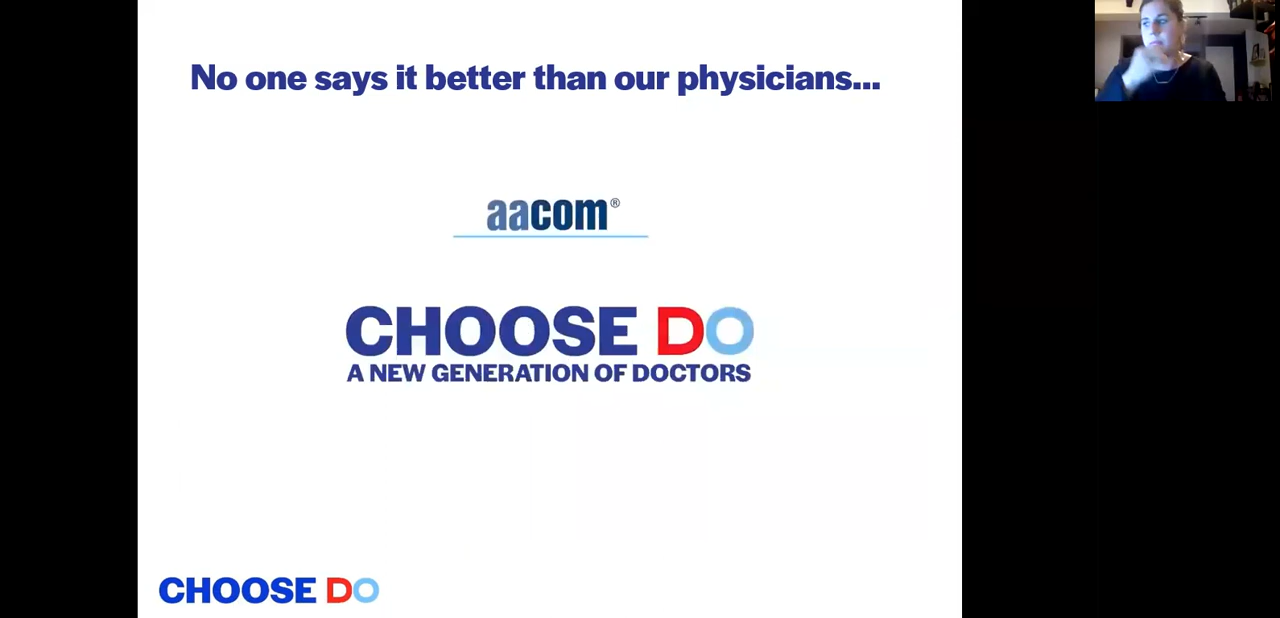 No one says it better than our physicians...
aacom®
CHOOSE DO
A NEW GENERATION OF DOCTORS
CHOOSE DO